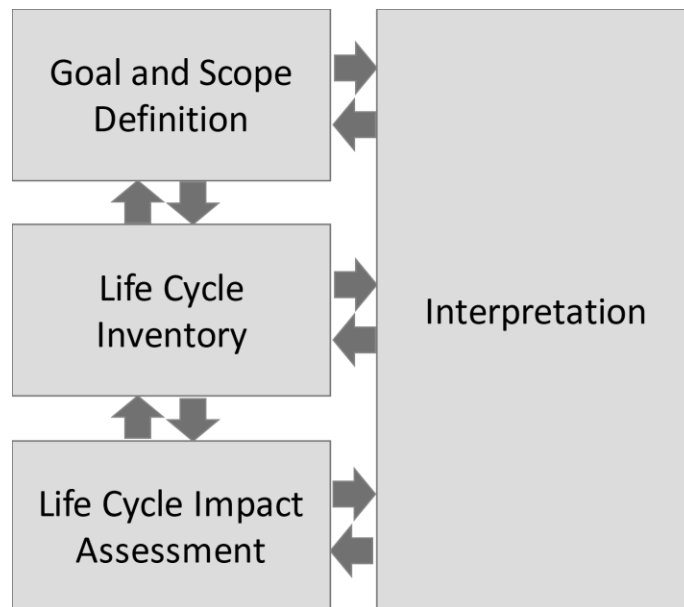 Goal and Scope
Definition
Life Cycle
Inventory
Interpretation
Life Cycle Impact
Assessment